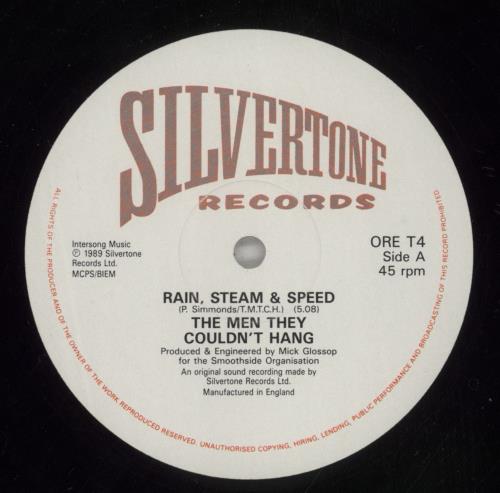 SILVERTONE
RECORDS
Intersong Music
℗ 1989 Silvertone
Records Ltd.
MCPS/BIEM
ORE T4
Side A
45 rpm
RAIN, STEAM & SPEED
(P. Simmonds/T.M.T.C.H.) (5.08)
THE MEN THEY
COULDN'T HANG
Produced & Engineered by Mick Glossop
for the Smoothside Organisation
An original sound recording made by
Silvertone Records Ltd.
Manufactured in England
ALL RIGHTS OF THE PRODUCER AND OF THE OWNER OF THE WORK REPRODUCED RESERVED. UNAUTHORISED COPYING, HIRING, LENDING, PUBLIC PERFORMANCE AND BROADCASTING OF THIS RECORD PROHIBITED.